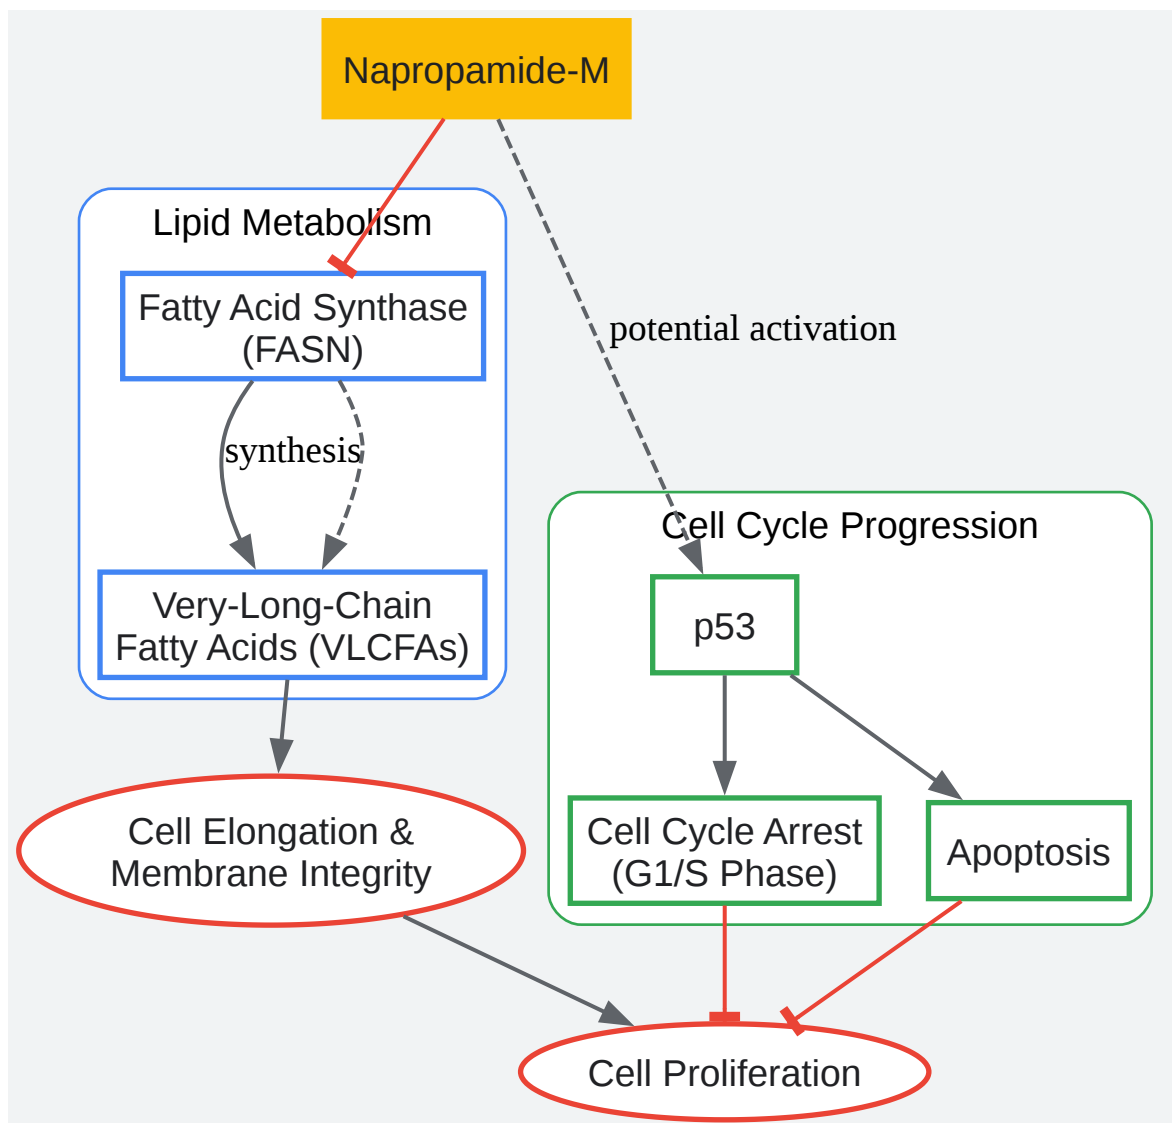 Napropamide-M
Lipid Metabolism
Fatty Acid Synthase
(FASN)
potential activation
synthesis
Cell Cycle Progression
Very-Long-Chain
Fatty Acids (VLCFAs)
p53
Cell Elongation &
Membrane Integrity
Cell Cycle Arrest
(G1/S Phase)
Apoptosis
Cell Proliferation